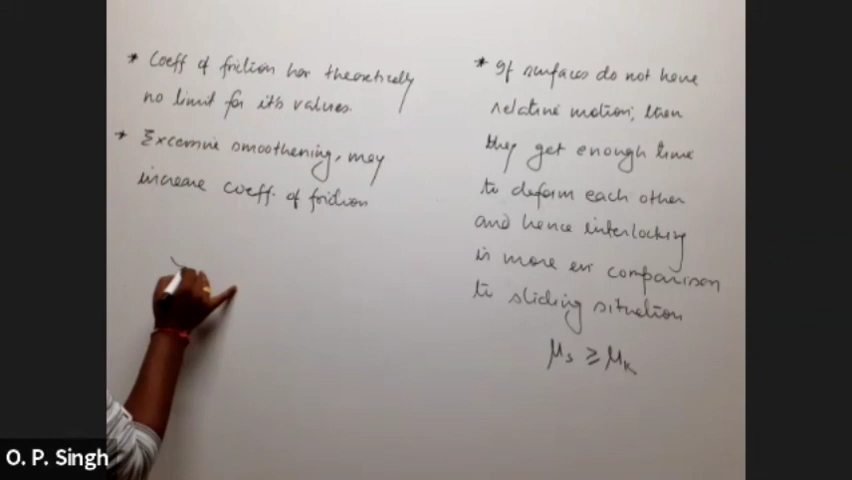 * Coeff of friction has theoretically
no limit for it's values.
* Excessive smoothening, may
increase coeff. of friction
* If surfaces do not have
relative motion, then
they get enough time
to deform each other
and hence interlocking
is more in comparison
to sliding situation
μs ≥ μk
O. P. Singh